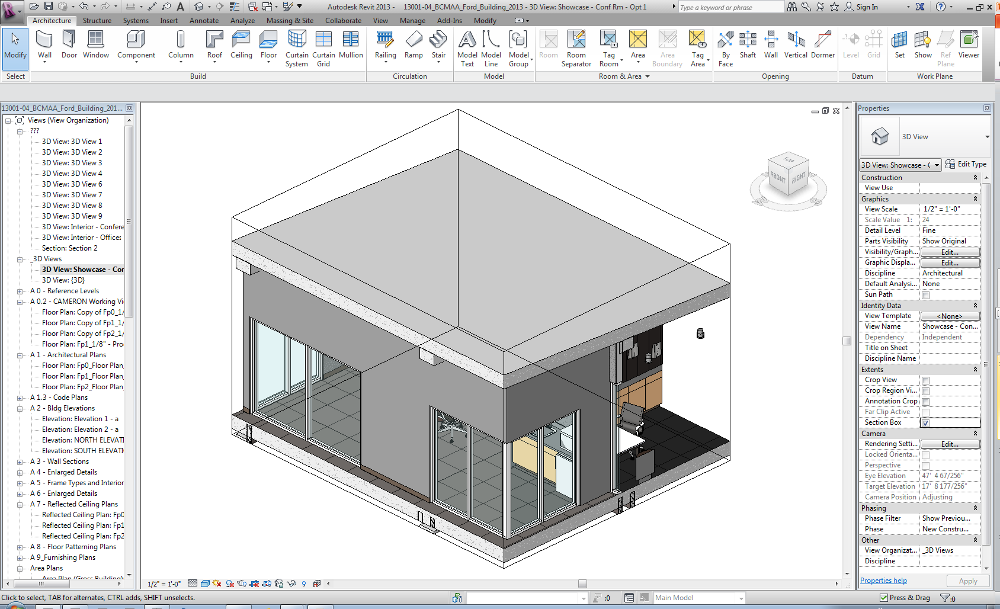 Autodesk Revit 2013 - 13001-04_BCMAA_Ford_Building_2013 - 3D View: Showcase - Conf Rm - Opt 1
Type a keyword or phrase
Sign In
Architecture Structure Systems Insert Annotate Analyze Massing & Site Collaborate View Manage Add-Ins Modify
Modify Wall Door Window Component Column Roof Ceiling Floor Curtain System Curtain Grid Mullion Railing Ramp Stair Model Text Model Line Model Group Room Room Separator Tag Room Area Area Boundary Tag Area By Face Shaft Wall Vertical Dormer Level Grid Set Show Ref Plane Viewer
Select Build Circulation Model Room & Area Opening Datum Work Plane
13001-04_BCMAA_Ford_Building_201...
Views (View Organization)
???
3D View: 3D View 1
3D View: 3D View 2
3D View: 3D View 3
3D View: 3D View 4
3D View: 3D View 6
3D View: 3D View 7
3D View: 3D View 8
3D View: 3D View 9
3D View: Interior - Confere
3D View: Interior - Offices
Section: Section 2
_3D Views
3D View: Showcase - Cor
3D View: {3D}
A 0 - Reference Levels
A 0.2 - CAMERON Working Vi
Floor Plan: Copy of Fp0_1/
Floor Plan: Copy of Fp1_1/
Floor Plan: Copy of Fp2_1/
Floor Plan: Fp1_1/8" - Pro
A 1 - Architectural Plans
Floor Plan: Fp0_Floor Plan_
Floor Plan: Fp1_Floor Plan_
Floor Plan: Fp2_Floor Plan_
A 1.3 - Code Plans
A 2 - Bldg Elevations
Elevation: Elevation 1 - a
Elevation: Elevation 2 - a
Elevation: NORTH ELEVATI
Elevation: SOUTH ELEVATI
A 3 - Wall Sections
A 4 - Enlarged Details
A 5 - Frame Types and Interior
A 6 - Enlarged Details
A 7 - Reflected Ceiling Plans
Reflected Ceiling Plan: Fp0
Reflected Ceiling Plan: Fp1
Reflected Ceiling Plan: Fp2
A 8 - Floor Patterning Plans
A 9_Furnishing Plans
Area Plans
Area Plan (Gross Building)
TOP
FRONT RIGHT
Properties
3D View
3D View: Showcase - ( Edit Type
Construction
View Use
Graphics
View Scale 1/2" = 1'-0"
Scale Value 1: 24
Detail Level Fine
Parts Visibility Show Original
Visibility/Graph... Edit...
Graphic Displa... Edit...
Discipline Architectural
Default Analysi... None
Sun Path
Identity Data
View Template <None>
View Name Showcase - Con...
Dependency Independent
Title on Sheet
Discipline Name
Extents
Crop View
Crop Region Vi...
Annotation Crop
Far Clip Active
Section Box
Camera
Rendering Setti... Edit...
Locked Orienta...
Perspective
Eye Elevation 47' 4 67/256"
Target Elevation 17' 8 177/256"
Camera Position Adjusting
Phasing
Phase Filter Show Previou...
Phase New Constru...
Other
View Organizat... _3D Views
Discipline
Properties help Apply
1/2" = 1'-0"
Click to select, TAB for alternates, CTRL adds, SHIFT unselects.
:0
Main Model
Press & Drag
:0